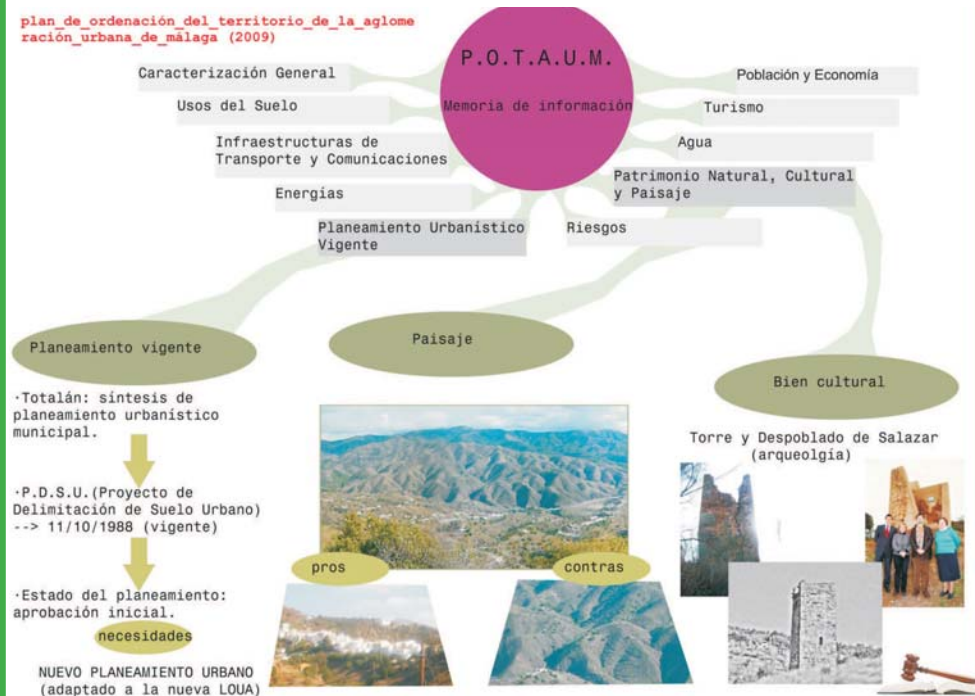 plan_de_ordenación_del_territorio_de_la_aglome
ración_urbana_de_málaga (2009)
P.O.T.A.U.M.
Memoria de información
Caracterización General
Usos del Suelo
Infraestructuras de
Transporte y Comunicaciones
Energías
Planeamiento Urbanístico
Vigente
Población y Economía
Turismo
Agua
Patrimonio Natural, Cultural
y Paisaje
Riesgos
Planeamiento vigente
·Totalán: síntesis de
planeamiento urbanístico
municipal.
·P.D.S.U.(Proyecto de
Delimitación de Suelo Urbano)
--> 11/10/1988 (vigente)
·Estado del planeamiento:
aprobación inicial.
necesidades
NUEVO PLANEAMIENTO URBANO
(adaptado a la nueva LOUA)
Paisaje
pros
contras
Bien cultural
Torre y Despoblado de Salazar
(arqueolgía)